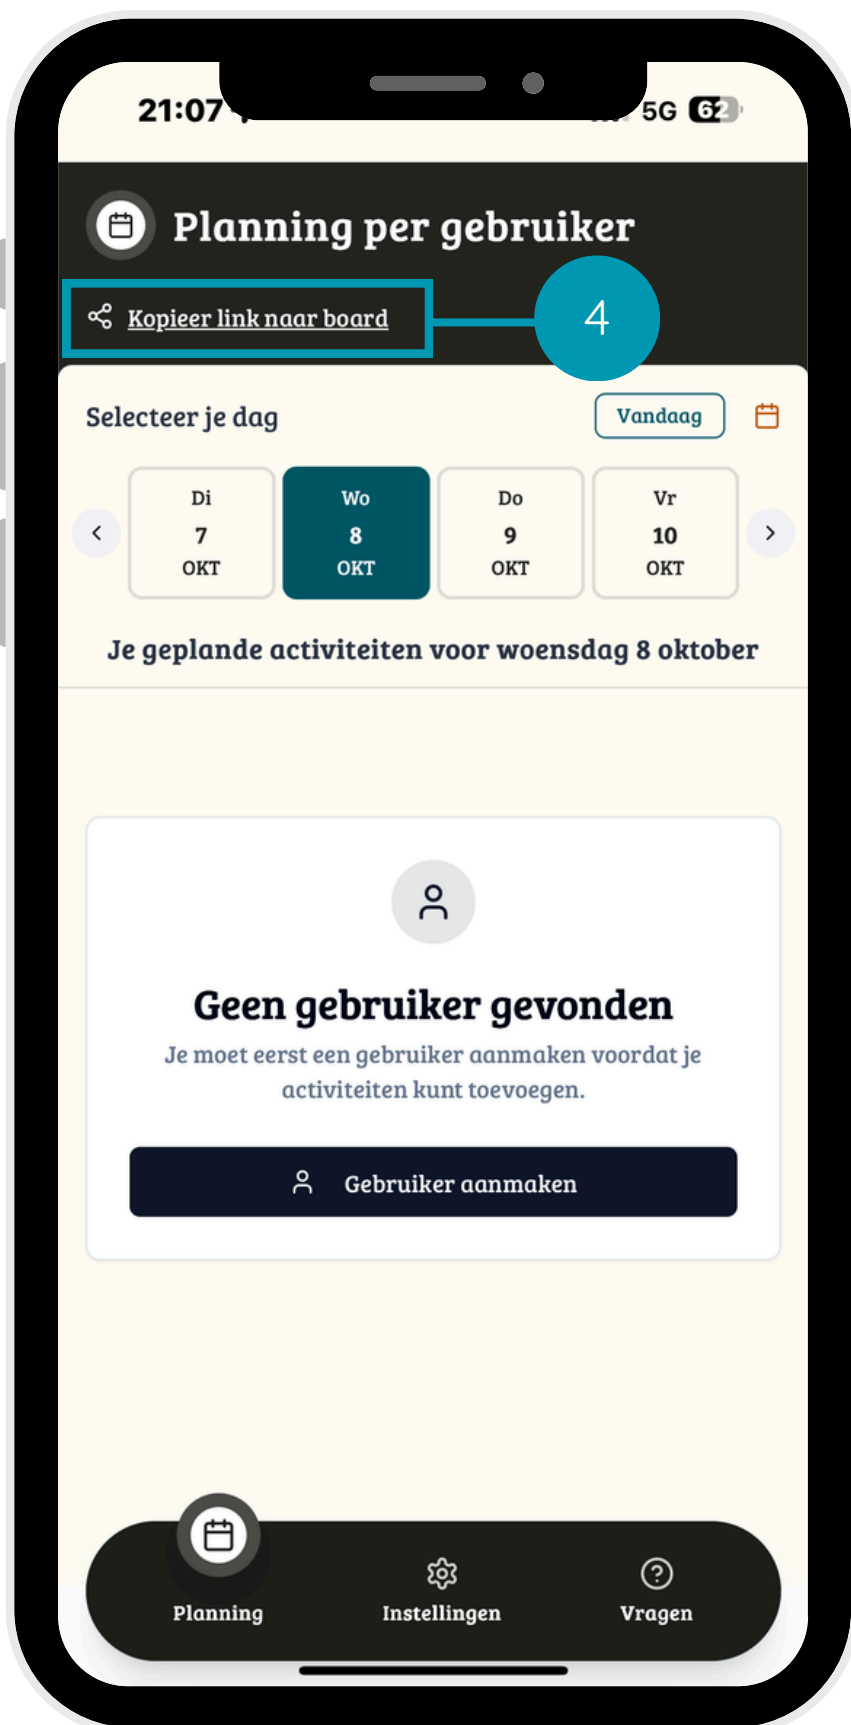 21:07
5G 62
Planning per gebruiker
Kopieer link naar board
4
Selecteer je dag
Vandaag
Di
7
OKT
Wo
8
OKT
Do
9
OKT
Vr
10
OKT
Je geplande activiteiten voor woensdag 8 oktober
Geen gebruiker gevonden
Je moet eerst een gebruiker aanmaken voordat je
activiteiten kunt toevoegen.
Gebruiker aanmaken
Planning
Instellingen
Vragen